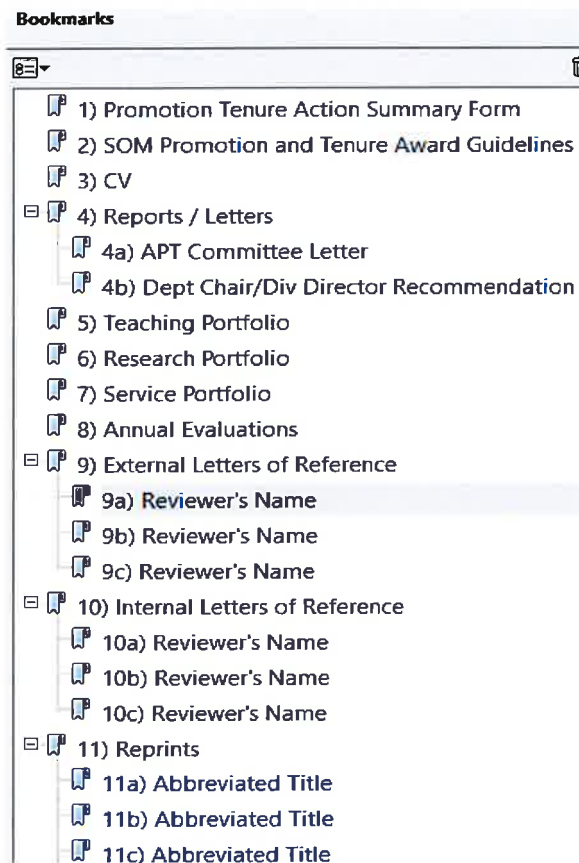 Bookmarks
1) Promotion Tenure Action Summary Form
2) SOM Promotion and Tenure Award Guidelines
3) CV
4) Reports / Letters
4a) APT Committee Letter
4b) Dept Chair/Div Director Recommendation
5) Teaching Portfolio
6) Research Portfolio
7) Service Portfolio
8) Annual Evaluations
9) External Letters of Reference
9a) Reviewer's Name
9b) Reviewer's Name
9c) Reviewer's Name
10) Internal Letters of Reference
10a) Reviewer's Name
10b) Reviewer's Name
10c) Reviewer's Name
11) Reprints
11a) Abbreviated Title
11b) Abbreviated Title
11c) Abbreviated Title